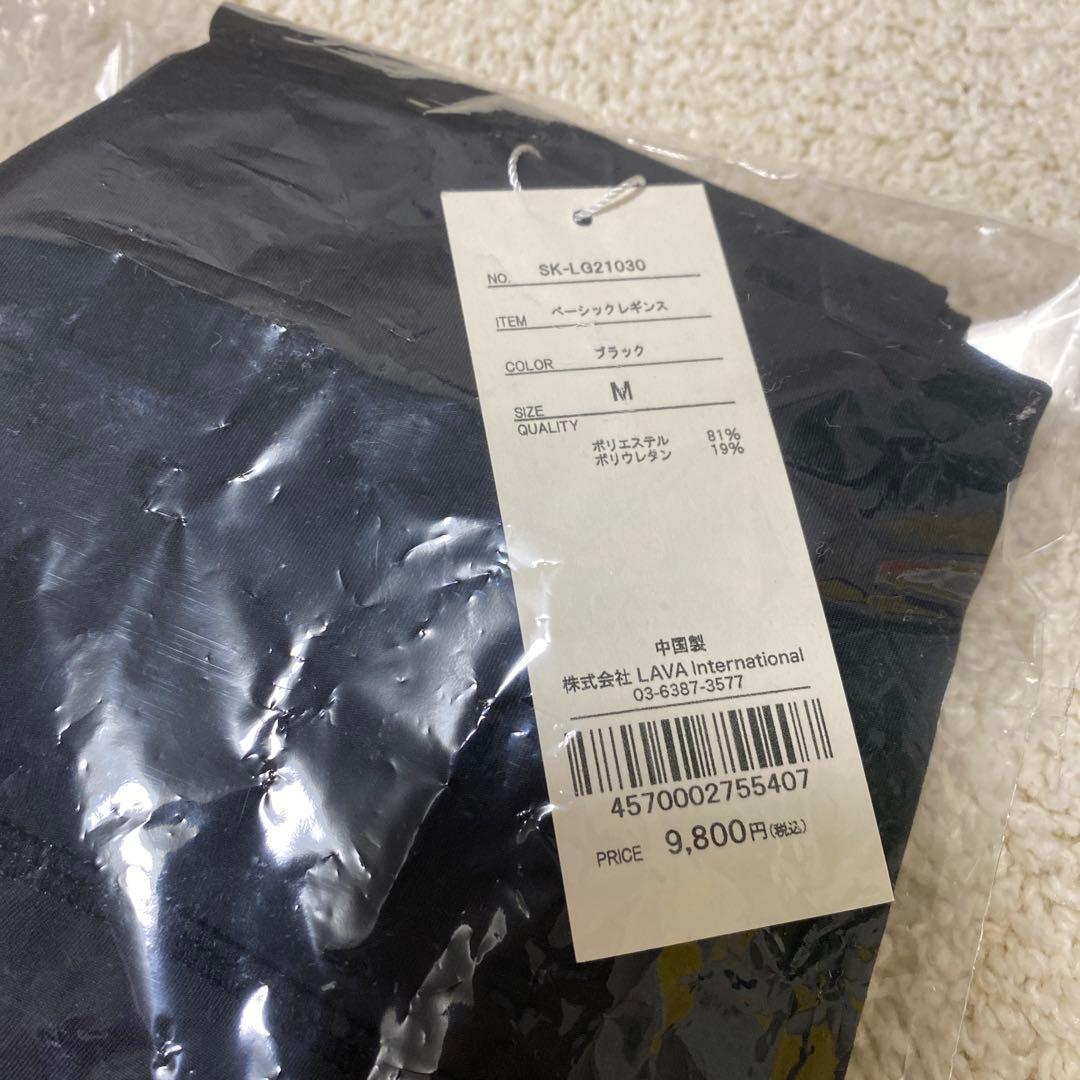 NO. SK-LG21030
ITEM ベーシックレギンス
COLOR ブラック
SIZE M
QUALITY
ポリエステル 81%
ポリウレタン 19%
中国製
株式会社 LAVA International
03-6387-3577
4570002755407
PRICE 9,800円(税込)